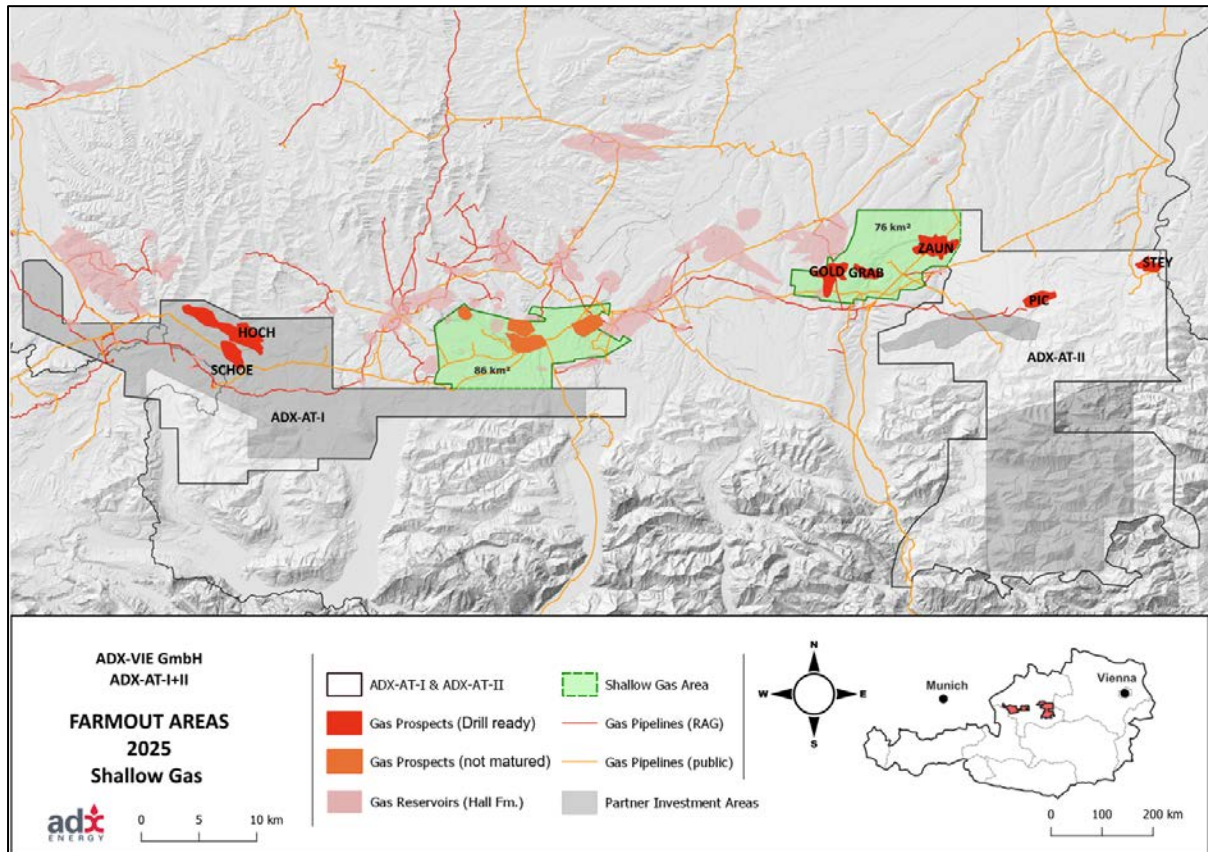 76 km²
ZAUN
GOLD GRAB
STEY
PIC
HOCH
SCHOE
86 km²
ADX-AT-I
ADX-AT-II
ADX-VIE GmbH
ADX-AT-I+II
FARMOUT AREAS
2025
Shallow Gas
adx
ENERGY
0 5 10 km
ADX-AT-I & ADX-AT-II
Gas Prospects (Drill ready)
Gas Prospects (not matured)
Gas Reservoirs (Hall Fm.)
Shallow Gas Area
Gas Pipelines (RAG)
Gas Pipelines (public)
Partner Investment Areas
N
W E
S
Munich
Vienna
0 100 200 km